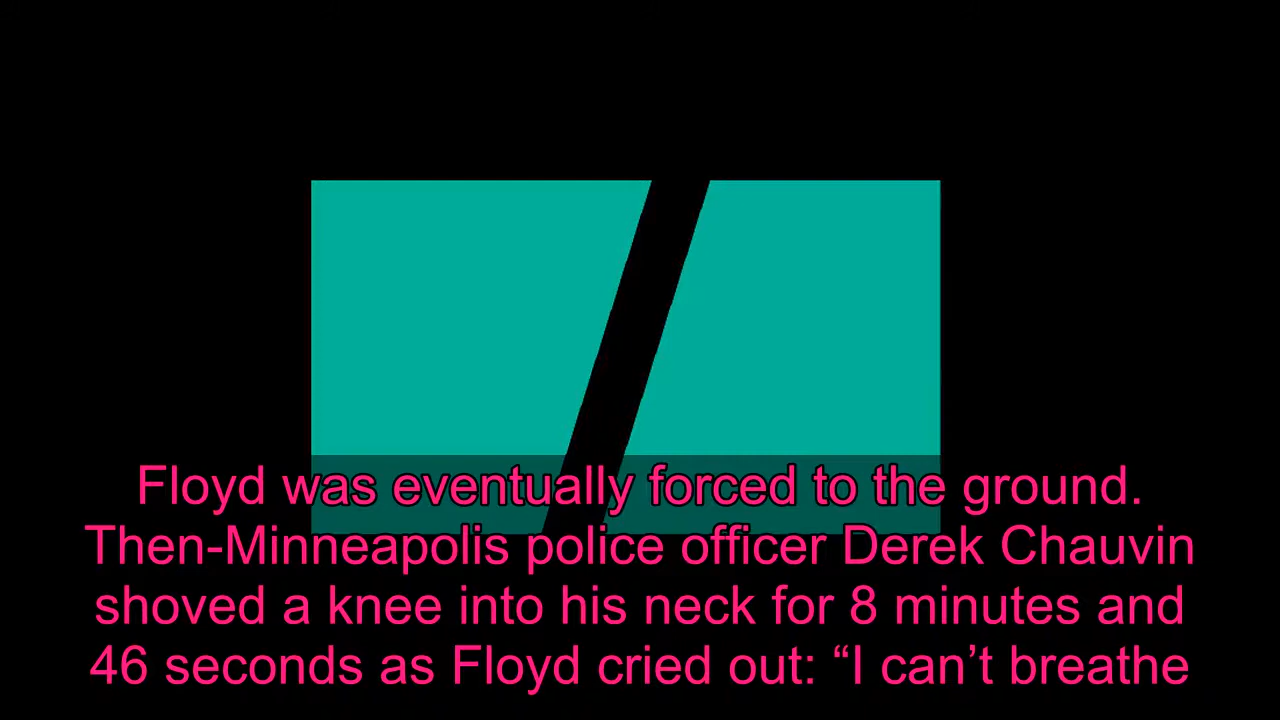 Floyd was eventually forced to the ground.
Then-Minneapolis police officer Derek Chauvin
shoved a knee into his neck for 8 minutes and
46 seconds as Floyd cried out: “I can’t breathe